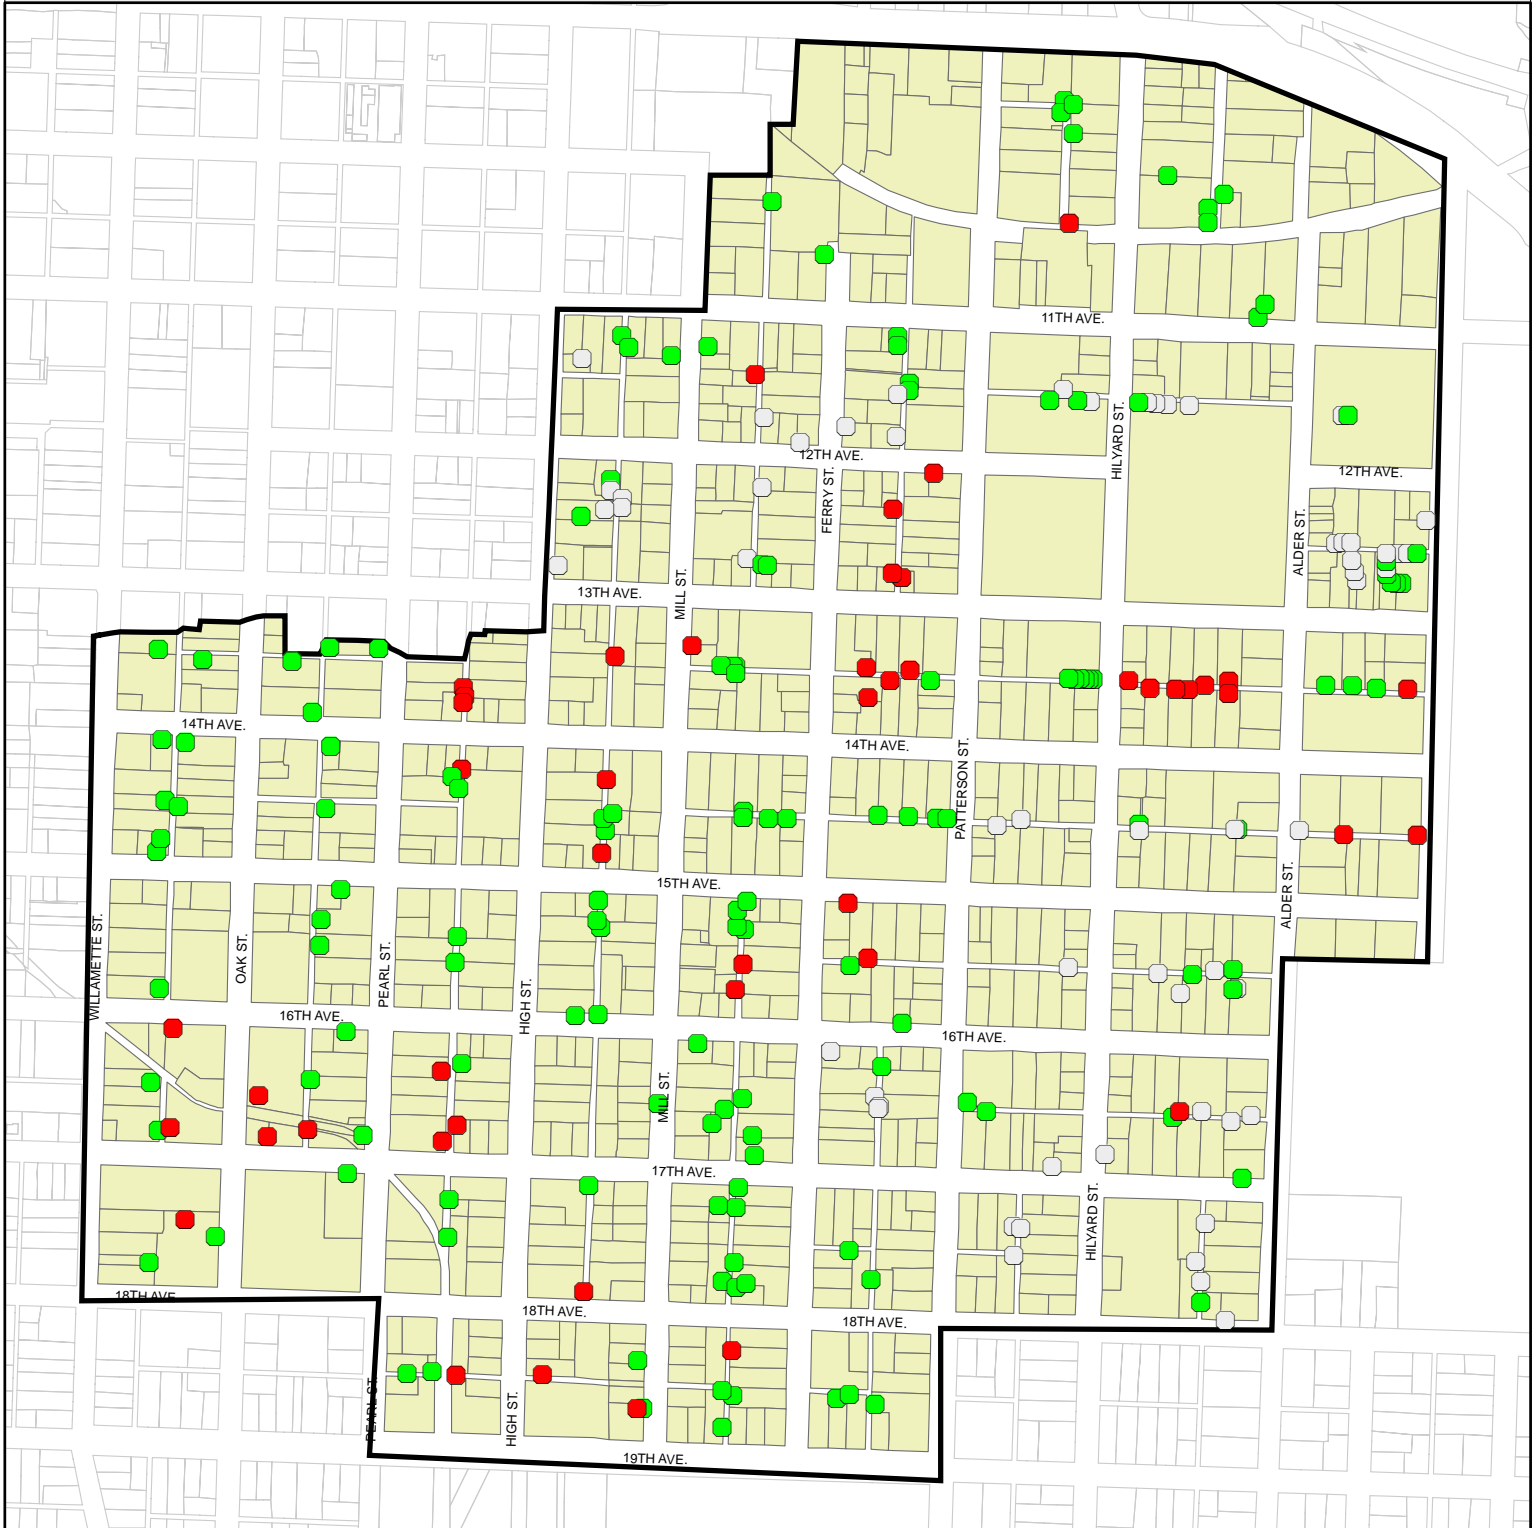 11TH AVE.
HILYARD ST.
12TH AVE.
12TH AVE.
FERRY ST.
ALDER ST.
MILL ST.
13TH AVE.
14TH AVE.
14TH AVE.
PATTERSON ST.
15TH AVE.
ALDER ST.
WILLAMETTE ST.
OAK ST.
PEARL ST.
HIGH ST.
16TH AVE.
16TH AVE.
MILL ST.
17TH AVE.
HILYARD ST.
18TH AVE.
18TH AVE.
18TH AVE.
PEARL ST.
HIGH ST.
19TH AVE.